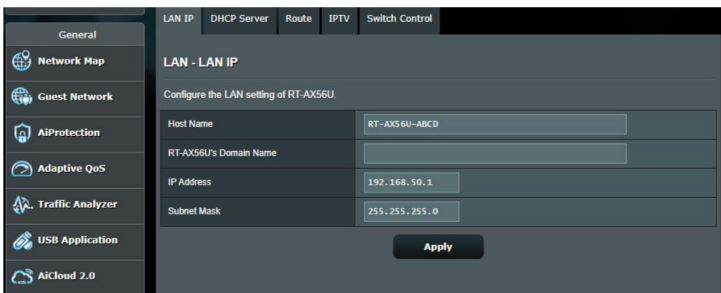 General
Network Map
Guest Network
AiProtection
Adaptive QoS
Traffic Analyzer
USB Application
AiCloud 2.0
LAN IP DHCP Server Route IPTV Switch Control
LAN - LAN IP
Configure the LAN setting of RT-AX56U.
Host Name RT-AX56U-ABCD
RT-AX56U's Domain Name
IP Address 192.168.50.1
Subnet Mask 255.255.255.0
Apply